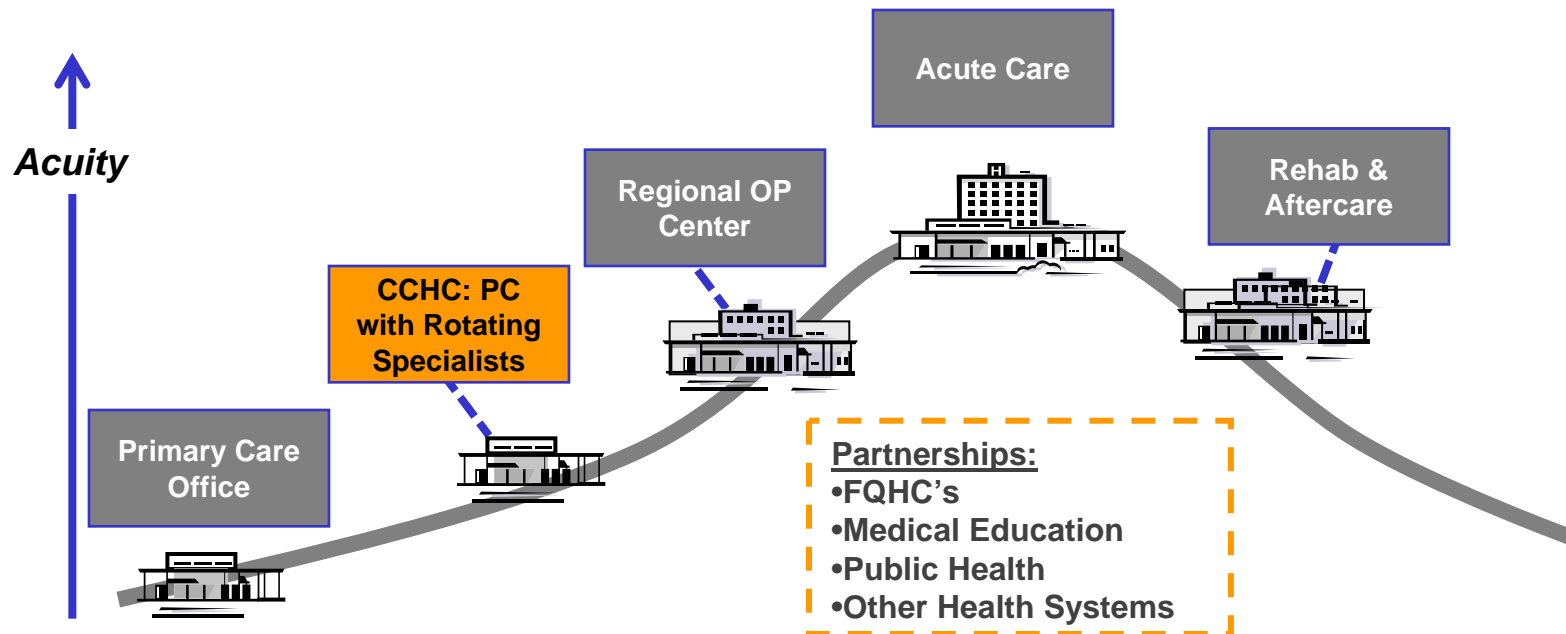 Acuity
Acute Care
Regional OP
Center
Rehab &
Aftercare
CCHC: PC
with Rotating
Specialists
Primary Care
Office
Partnerships:
•FQHC’s
•Medical Education
•Public Health
•Other Health Systems
H